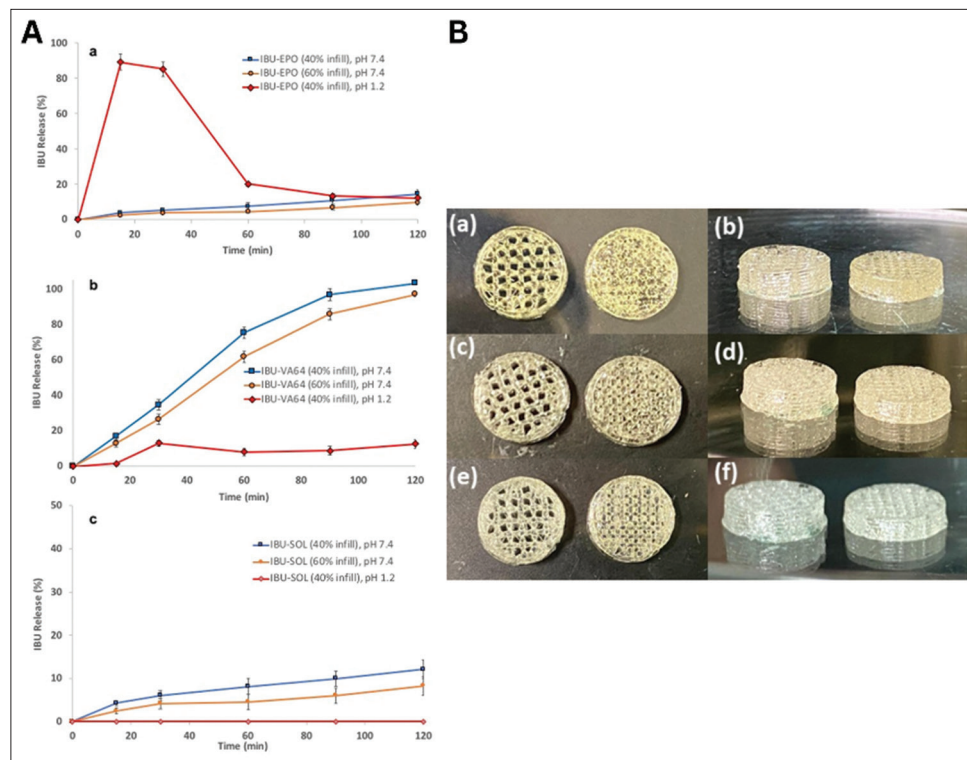 A
B
a
IBU-EPO (40% infill), pH 7.4
IBU-EPO (60% infill), pH 7.4
IBU-EPO (40% infill), pH 1.2
IBU Release (%)
100
80
60
40
20
0
0 20 40 60 80 100 120
Time (min)
b
IBU-VA64 (40% infill), pH 7.4
IBU-VA64 (60% infill), pH 7.4
IBU-VA64 (40% infill), pH 1.2
IBU Release (%)
100
80
60
40
20
0
0 20 40 60 80 100 120
Time (min)
c
IBU-SOL (40% infill), pH 7.4
IBU-SOL (60% infill), pH 7.4
IBU-SOL (40% infill), pH 1.2
IBU Release (%)
50
40
30
20
10
0
0 20 40 60 80 100 120
Time (min)
(a)
(b)
(c)
(d)
(e)
(f)